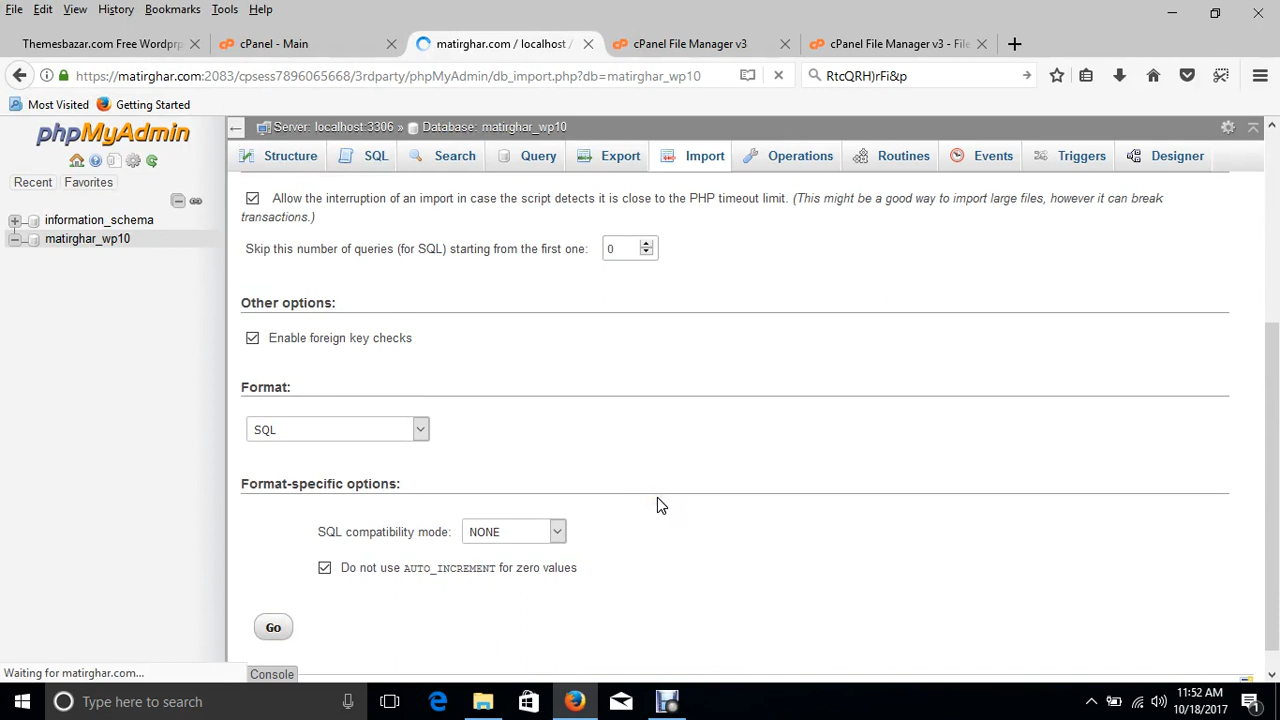 File Edit View History Bookmarks Tools Help
Themesbazar.com Free Wordpr
cPanel - Main
matirghar.com / localhost /
cPanel File Manager v3
cPanel File Manager v3 - File
https://matirghar.com:2083/cpsess7896065668/3rdparty/phpMyAdmin/db_import.php?db=matirghar_wp10
RtcQRH)rFi&p
Most Visited Getting Started
phpMyAdmin
Server: localhost:3306 » Database: matirghar_wp10
Structure SQL Search Query Export Import Operations Routines Events Triggers Designer
Recent Favorites
information_schema
matirghar_wp10
Allow the interruption of an import in case the script detects it is close to the PHP timeout limit. (This might be a good way to import large files, however it can break
transactions.)
Skip this number of queries (for SQL) starting from the first one: 0
Other options:
Enable foreign key checks
Format:
SQL
Format-specific options:
SQL compatibility mode: NONE
Do not use AUTO_INCREMENT for zero values
Go
Console
Waiting for matirghar.com...
Type here to search
11:52 AM
10/18/2017
1